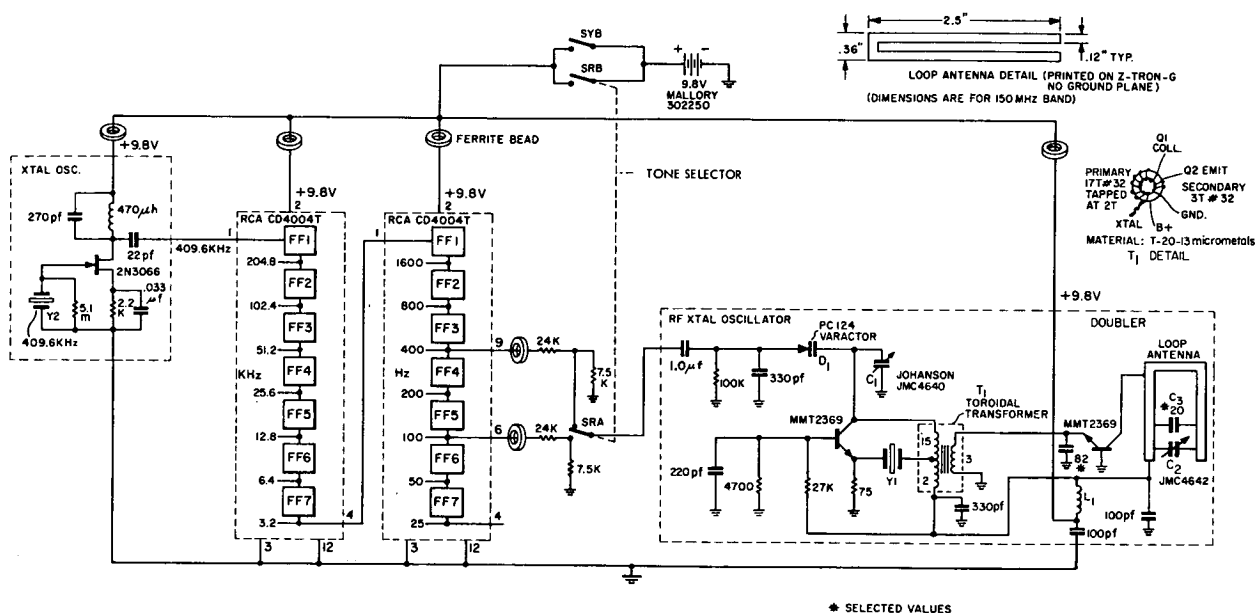 2.5"
.36"
.12" TYP.
LOOP ANTENNA DETAIL (PRINTED ON Z-TRON-G
NO GROUND PLANE)
(DIMENSIONS ARE FOR 150 MHz BAND)
SYB
SRB
+ -
9.8V
MALLORY
302250
FERRITE BEAD
TONE SELECTOR
Q1
COLL.
Q2 EMIT
PRIMARY
17T#32
TAPPED
AT 2T
SECONDARY
3T #32
GND.
XTAL
B+
MATERIAL: T-20-13 micrometals
T1 DETAIL
+9.8V
XTAL OSC.
270pf
470μh
22pf
409.6KHz
2N3066
.033
μf
Y2
5.1
m
2.2
K
409.6KHz
+9.8V
2
RCA CD4004T
1
FF1
204.8
FF2
102.4
FF3
51.2
KHz
FF4
25.6
FF5
12.8
FF6
6.4
FF7
3.2
4
3
12
+9.8V
2
RCA CD4004T
1
FF1
1600
FF2
800
FF3
400
9
Hz
FF4
200
FF5
100
6
FF6
50
FF7
25
4
3
12
24K
7.5
K
SRA
24K
7.5K
+9.8V
RF XTAL OSCILLATOR
DOUBLER
PC 124
VARACTOR
D1
1.0μf
100K
330pf
C1
JOHANSON
JMC4640
T1
TOROIDAL
TRANSFORMER
MMT2369
15
3
2
220pf
4700
27K
75
Y1
330pf
MMT2369
82
*
L1
100pf
100pf
LOOP
ANTENNA
C3
* 20
C2
JMC4642
* SELECTED VALUES